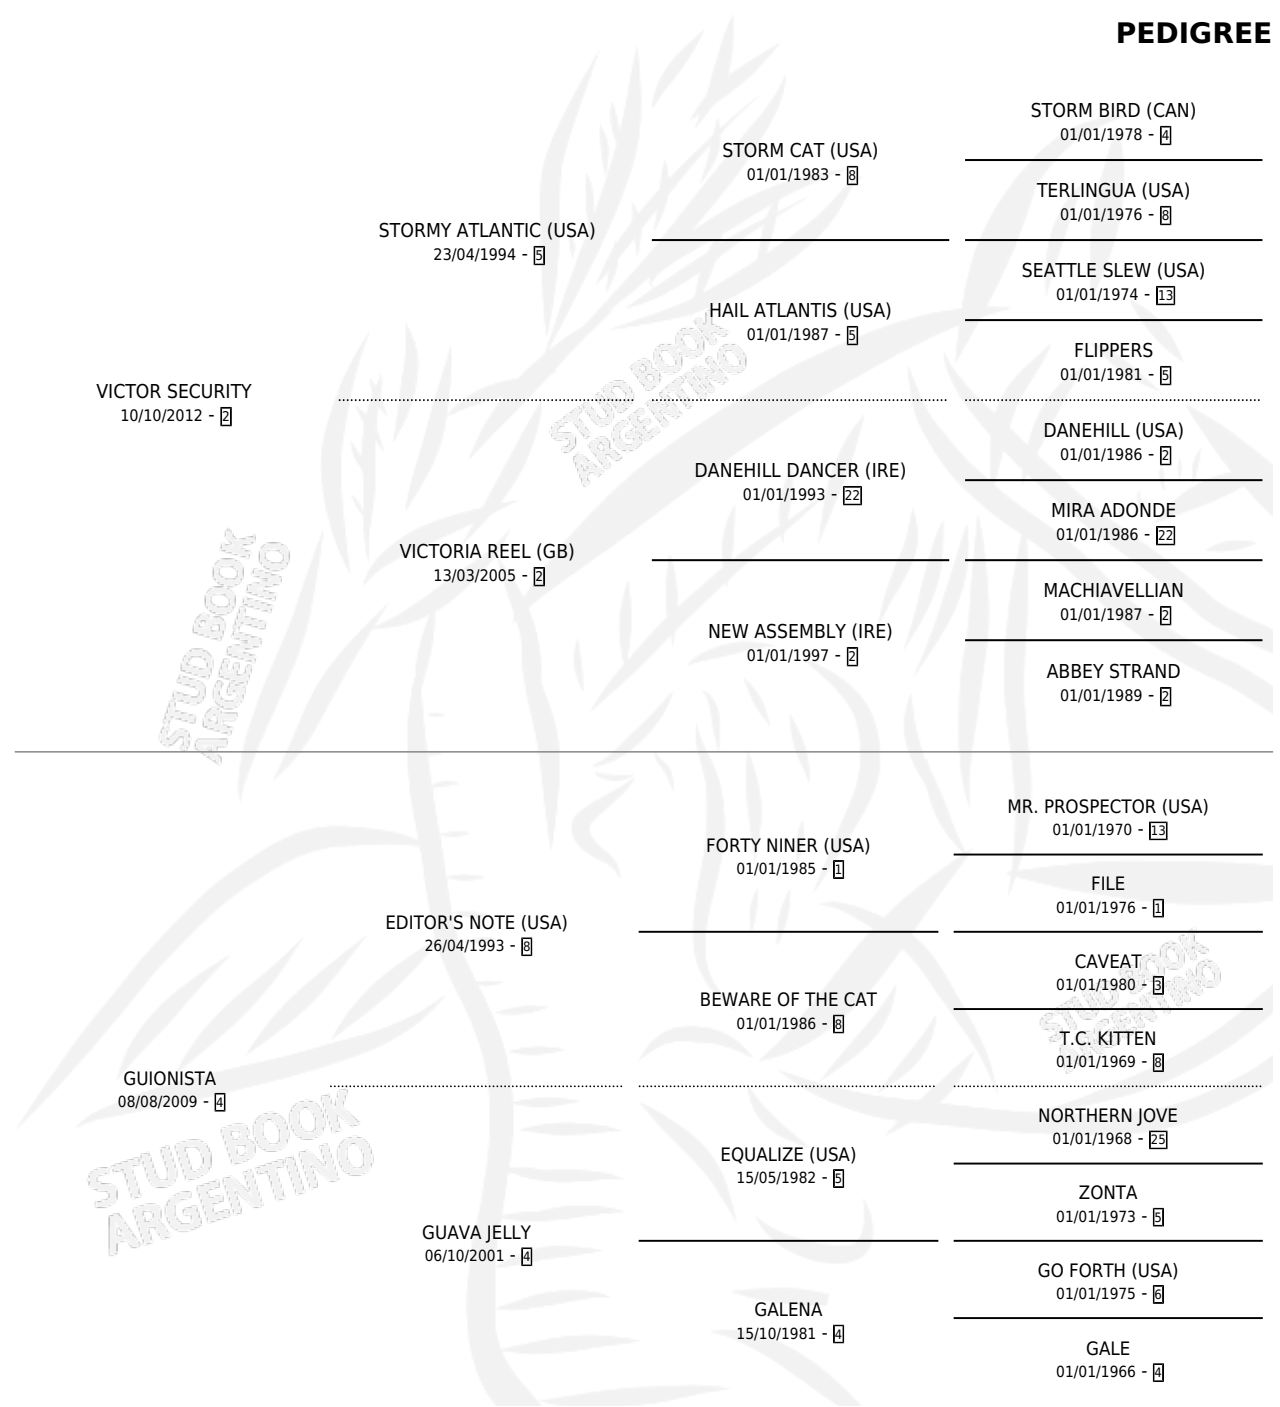 PEDIGREE
STORM BIRD (CAN)
01/01/1978 - 4
STORM CAT (USA)
01/01/1983 - 8
TERLINGUA (USA)
01/01/1976 - 8
STORMY ATLANTIC (USA)
23/04/1994 - 5
SEATTLE SLEW (USA)
01/01/1974 - 13
HAIL ATLANTIS (USA)
01/01/1987 - 5
FLIPPERS
01/01/1981 - 5
VICTOR SECURITY
10/10/2012 - 2
STUD BOOK
ARGENTINO
DANEHILL (USA)
01/01/1986 - 2
DANEHILL DANCER (IRE)
01/01/1993 - 22
MIRA ADONDE
01/01/1986 - 22
VICTORIA REEL (GB)
13/03/2005 - 2
MACHIAVELLIAN
01/01/1987 - 2
NEW ASSEMBLY (IRE)
01/01/1997 - 2
ABBEY STRAND
01/01/1989 - 2
STUD BOOK
ARGENTINO
MR. PROSPECTOR (USA)
01/01/1970 - 13
FORTY NINER (USA)
01/01/1985 - 1
FILE
01/01/1976 - 1
EDITOR'S NOTE (USA)
26/04/1993 - 8
CAVEAT
01/01/1980 - 3
BEWARE OF THE CAT
01/01/1986 - 8
STUD BOOK
ARGENTINO
T.C. KITTEN
01/01/1969 - 8
GUIONISTA
08/08/2009 - 4
STUD BOOK
ARGENTINO
NORTHERN JOVE
01/01/1968 - 25
EQUALIZE (USA)
15/05/1982 - 5
ZONTA
01/01/1973 - 5
GUAVA JELLY
06/10/2001 - 4
GO FORTH (USA)
01/01/1975 - 6
GALENA
15/10/1981 - 4
GALE
01/01/1966 - 4